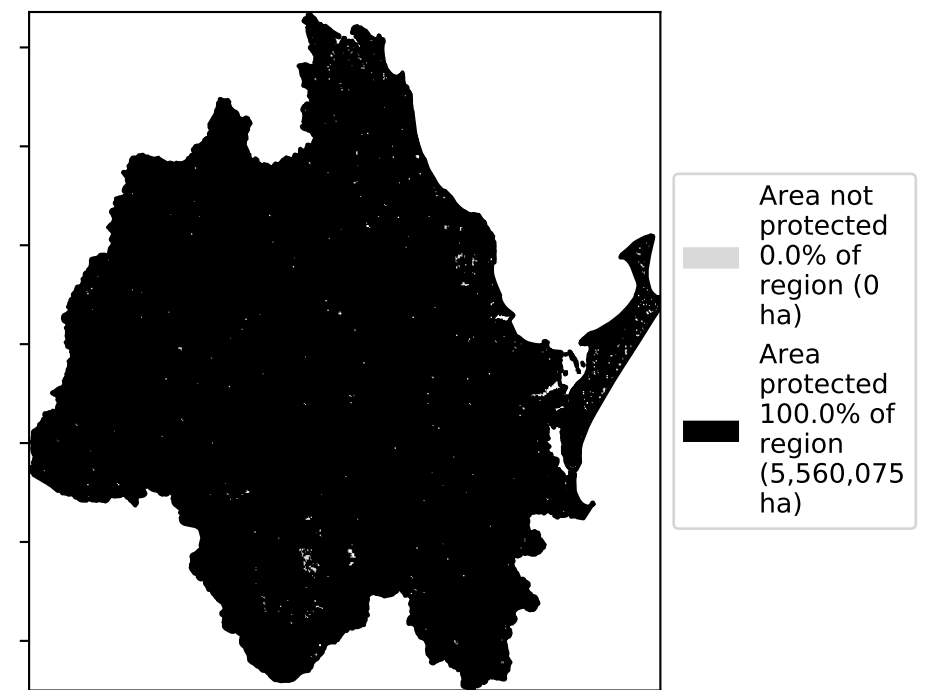 Area not
protected
0.0% of
region (0
ha)
Area
protected
100.0% of
region
(5,560,075
ha)